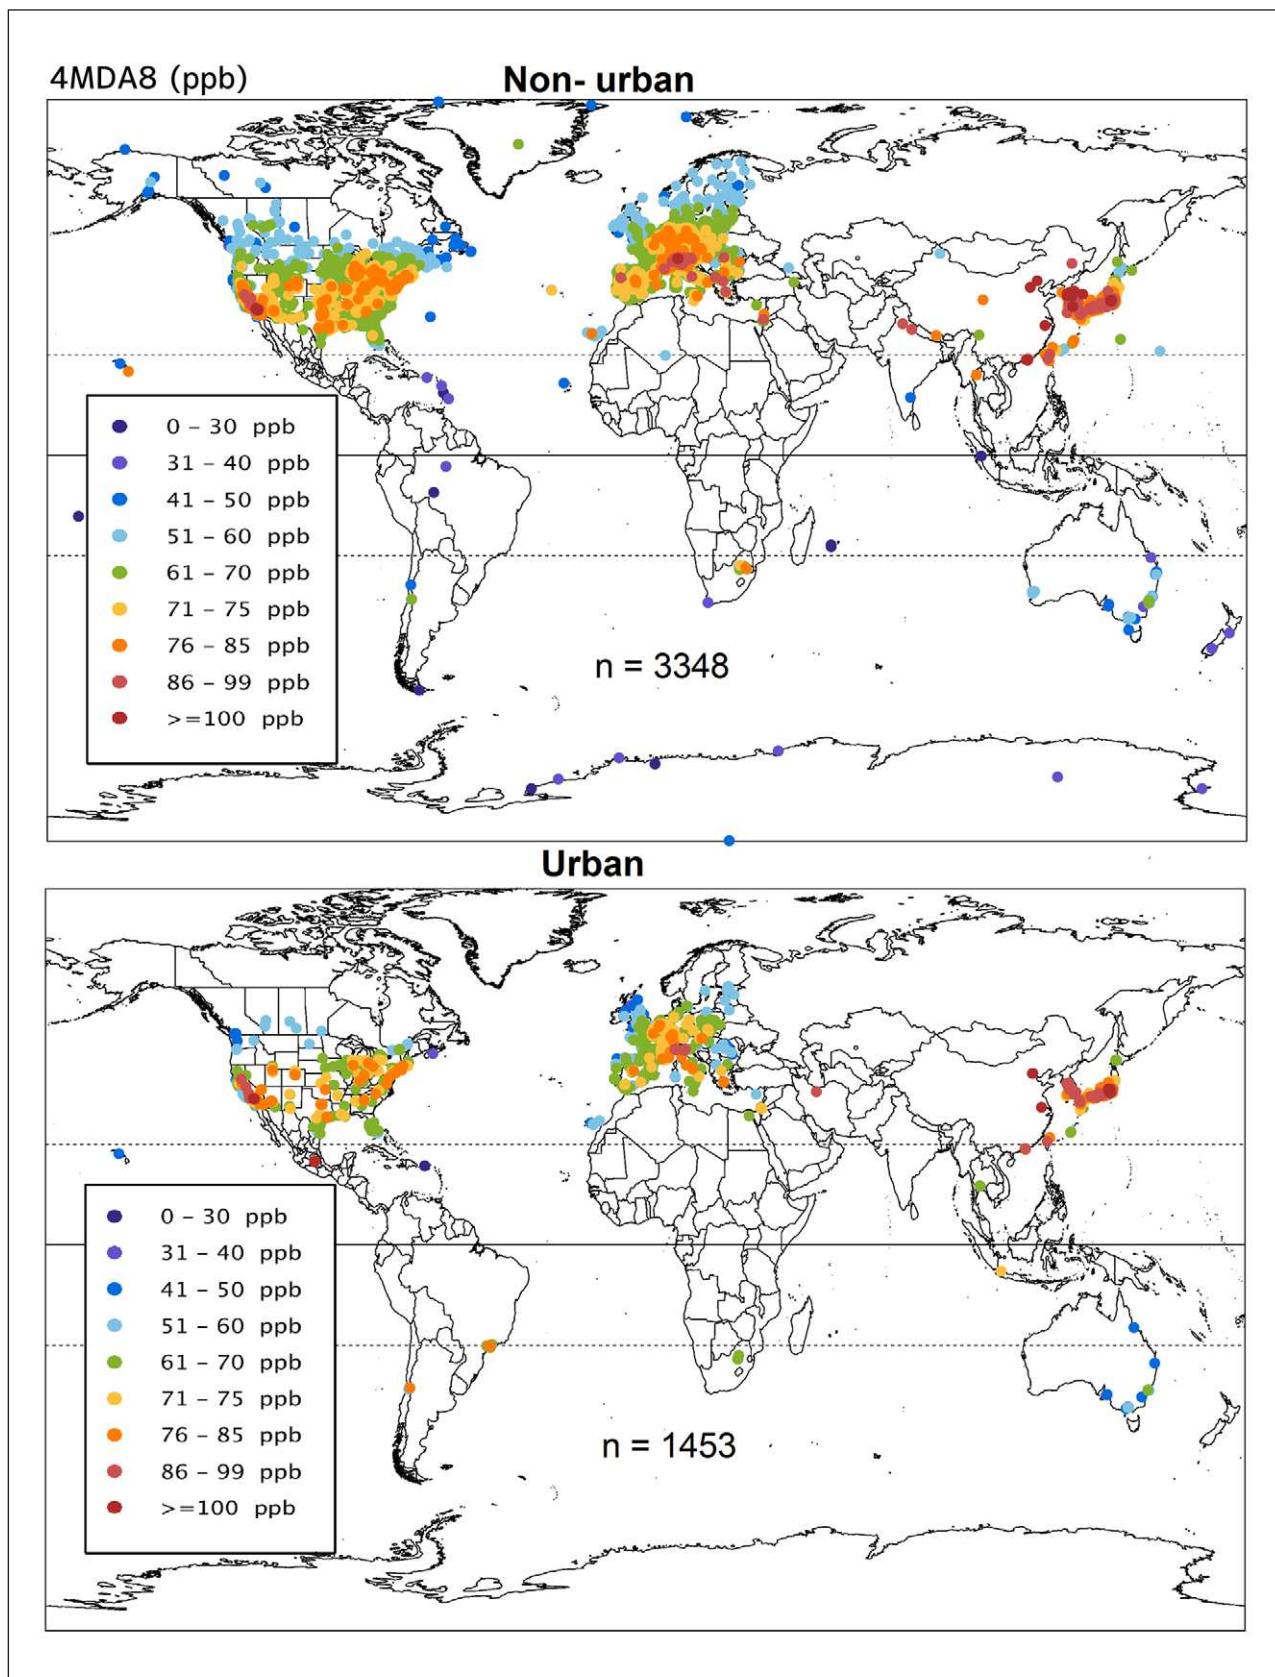 4MDA8 (ppb)
Non- urban
0 – 30 ppb
31 – 40 ppb
41 – 50 ppb
51 – 60 ppb
61 – 70 ppb
71 – 75 ppb
76 – 85 ppb
86 – 99 ppb
>=100 ppb
n = 3348
Urban
0 – 30 ppb
31 – 40 ppb
41 – 50 ppb
51 – 60 ppb
61 – 70 ppb
71 – 75 ppb
76 – 85 ppb
86 – 99 ppb
>=100 ppb
n = 1453